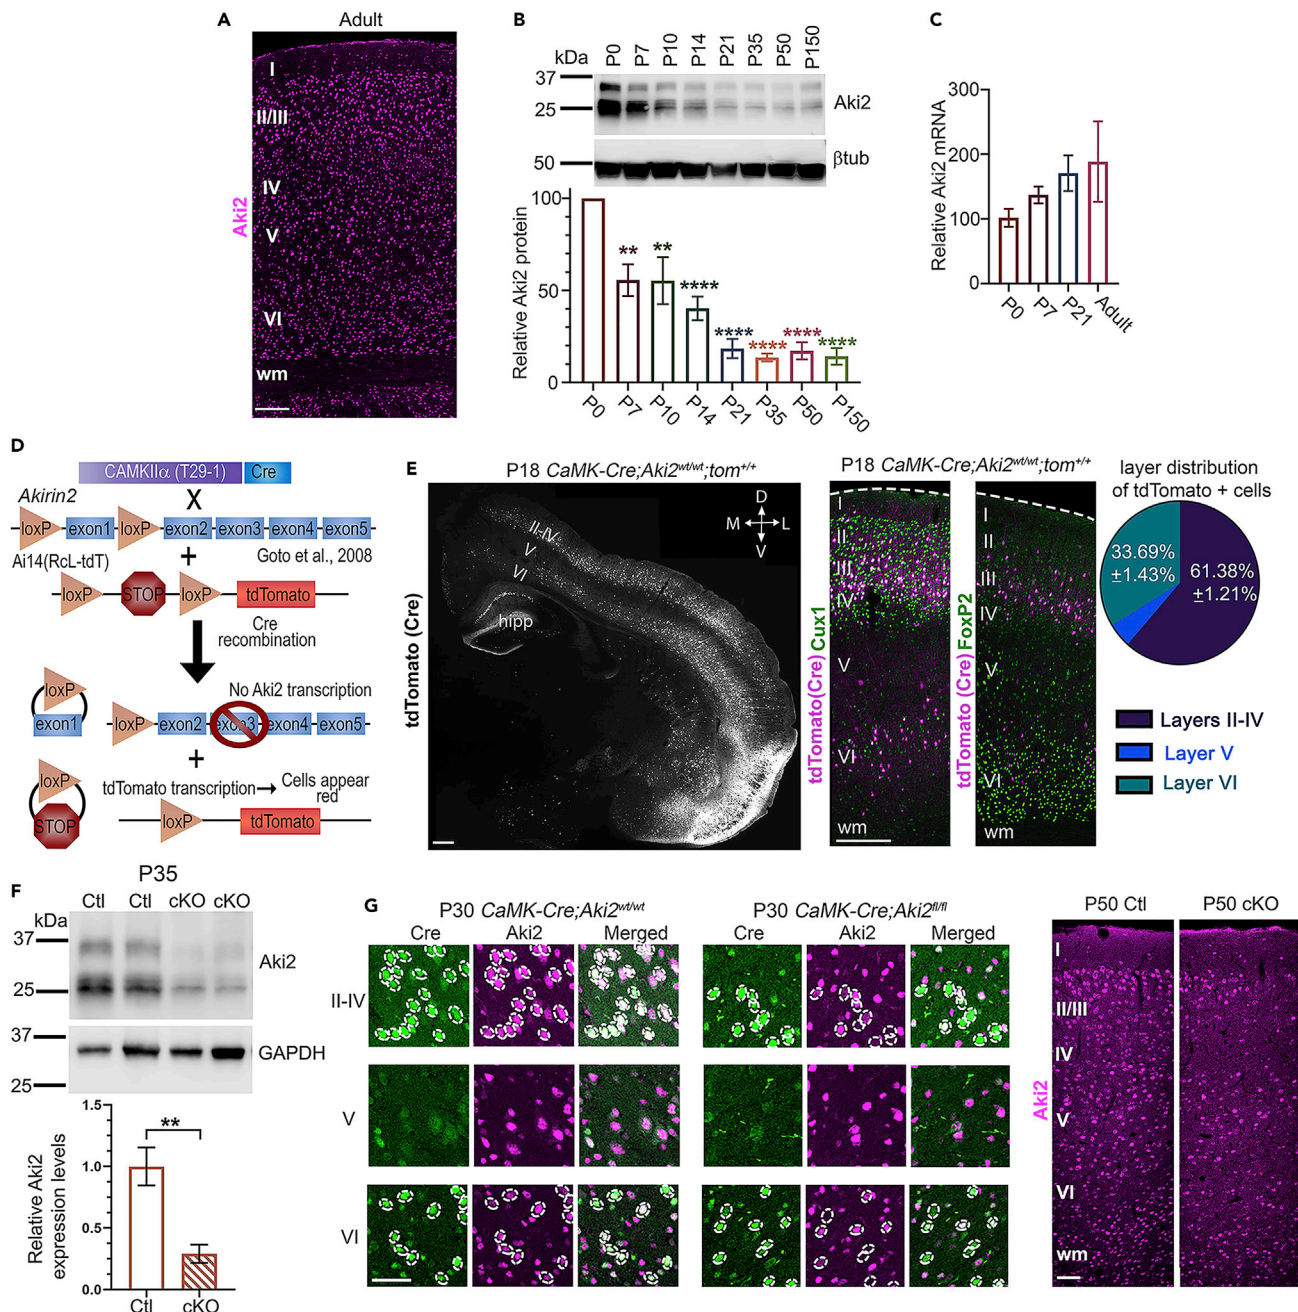 A
Adult
I
II/III
IV
V
VI
wm
Aki2
B
kDa
P0 P7 P10 P14 P21 P35 P50 P150
37
25
Aki2
50
βtub
Relative Aki2 protein
100
50
0
** ** **** **** **** **** ****
P0 P7 P10 P14 P21 P35 P50 P150
C
Relative Aki2 mRNA
300
200
100
0
P0 P7 P21 Adult
D
CAMKIIα (T29-1) Cre
X
Akirin2
loxP exon1 loxP exon2 exon3 exon4 exon5
+ Goto et al., 2008
Ai14(RcL-tdT)
loxP STOP loxP tdTomato
Cre
recombination
No Aki2 transcription
loxP
exon1
loxP exon2 exon3 exon4 exon5
+
tdTomato transcription → Cells appear
red
loxP
STOP
loxP tdTomato
E
P18 CaMK-Cre;Aki2wt/wt;tom+/+
tdTomato (Cre)
D
M L
V
II-IV
V
VI
hipp
P18 CaMK-Cre;Aki2wt/wt;tom+/+
tdTomato(Cre) Cux1
I
II
III
IV
V
VI
wm
tdTomato (Cre) FoxP2
I
II
III
IV
V
VI
wm
layer distribution
of tdTomato + cells
33.69%
±1.43%
61.38%
±1.21%
Layers II-IV
Layer V
Layer VI
F
P35
Ctl Ctl cKO cKO
kDa
37
25
Aki2
37
25
GAPDH
Relative Aki2
expression levels
1.5
1.0
0.5
0.0
**
Ctl cKO
G
P30 CaMK-Cre;Aki2wt/wt
Cre Aki2 Merged
P30 CaMK-Cre;Aki2fl/fl
Cre Aki2 Merged
II-IV
V
VI
P50 Ctl P50 cKO
Aki2
I
II/III
IV
V
VI
wm